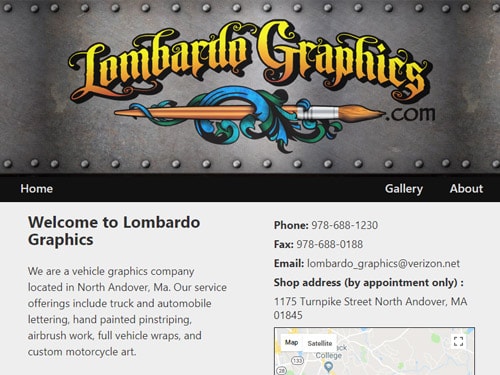 Lombardo Graphics
.com
Home
Gallery
About
Welcome to Lombardo
Graphics
We are a vehicle graphics company
located in North Andover, Ma. Our service
offerings include truck and automobile
lettering, hand painted pinstriping,
airbrush work, full vehicle wraps, and
custom motorcycle art.
Phone: 978-688-1230
Fax: 978-688-0188
Email: lombardo_graphics@verizon.net
Shop address (by appointment only) :
1175 Turnpike Street North Andover, MA
01845
Map
Satellite
College
133
28